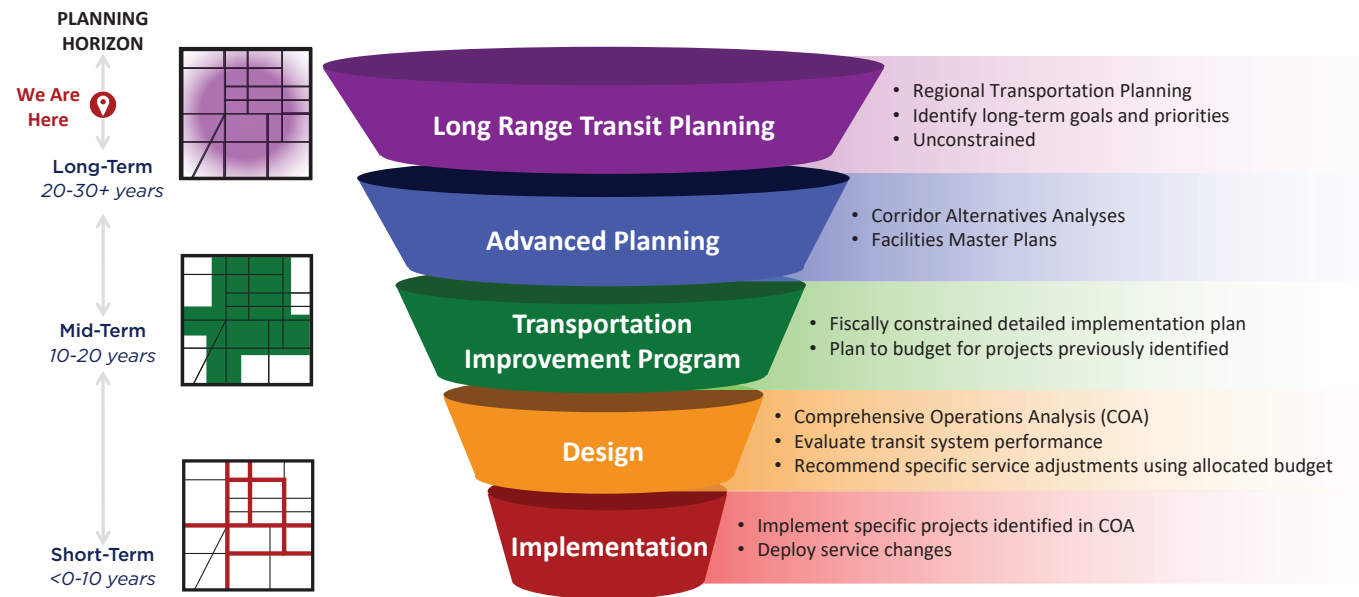 PLANNING
HORIZON
We Are
Here
Long-Term
20-30+ years
Mid-Term
10-20 years
Short-Term
<0-10 years
Long Range Transit Planning
• Regional Transportation Planning
• Identify long-term goals and priorities
• Unconstrained
Advanced Planning
• Corridor Alternatives Analyses
• Facilities Master Plans
Transportation
Improvement Program
• Fiscally constrained detailed implementation plan
• Plan to budget for projects previously identified
Design
• Comprehensive Operations Analysis (COA)
• Evaluate transit system performance
• Recommend specific service adjustments using allocated budget
Implementation
• Implement specific projects identified in COA
• Deploy service changes